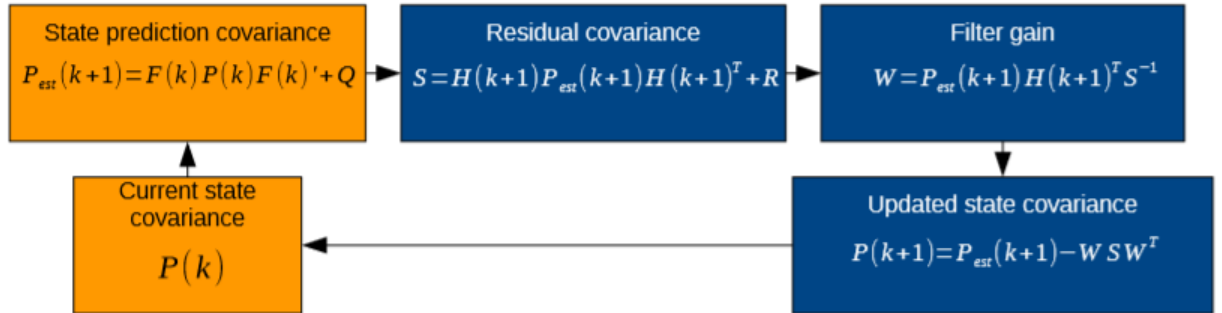 State prediction covariance
P_est(k+1)=F(k)P(k)F(k)'+Q
Residual covariance
S=H(k+1)P_est(k+1)H(k+1)^T+R
Filter gain
W=P_est(k+1)H(k+1)^T S^-1
Current state
covariance
P(k)
Updated state covariance
P(k+1)=P_est(k+1)-WSW^T